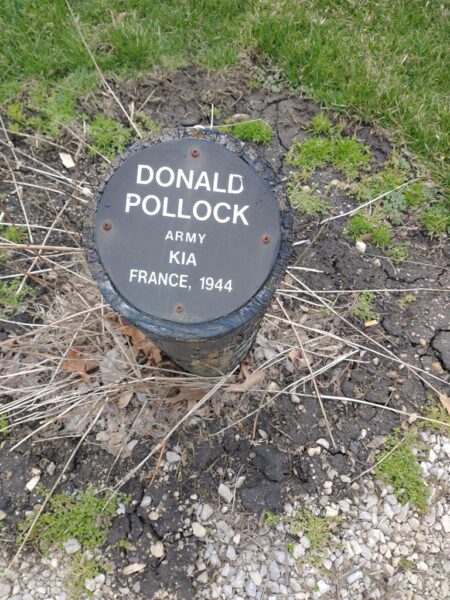 DONALD
POLLOCK
ARMY
KIA
FRANCE, 1944